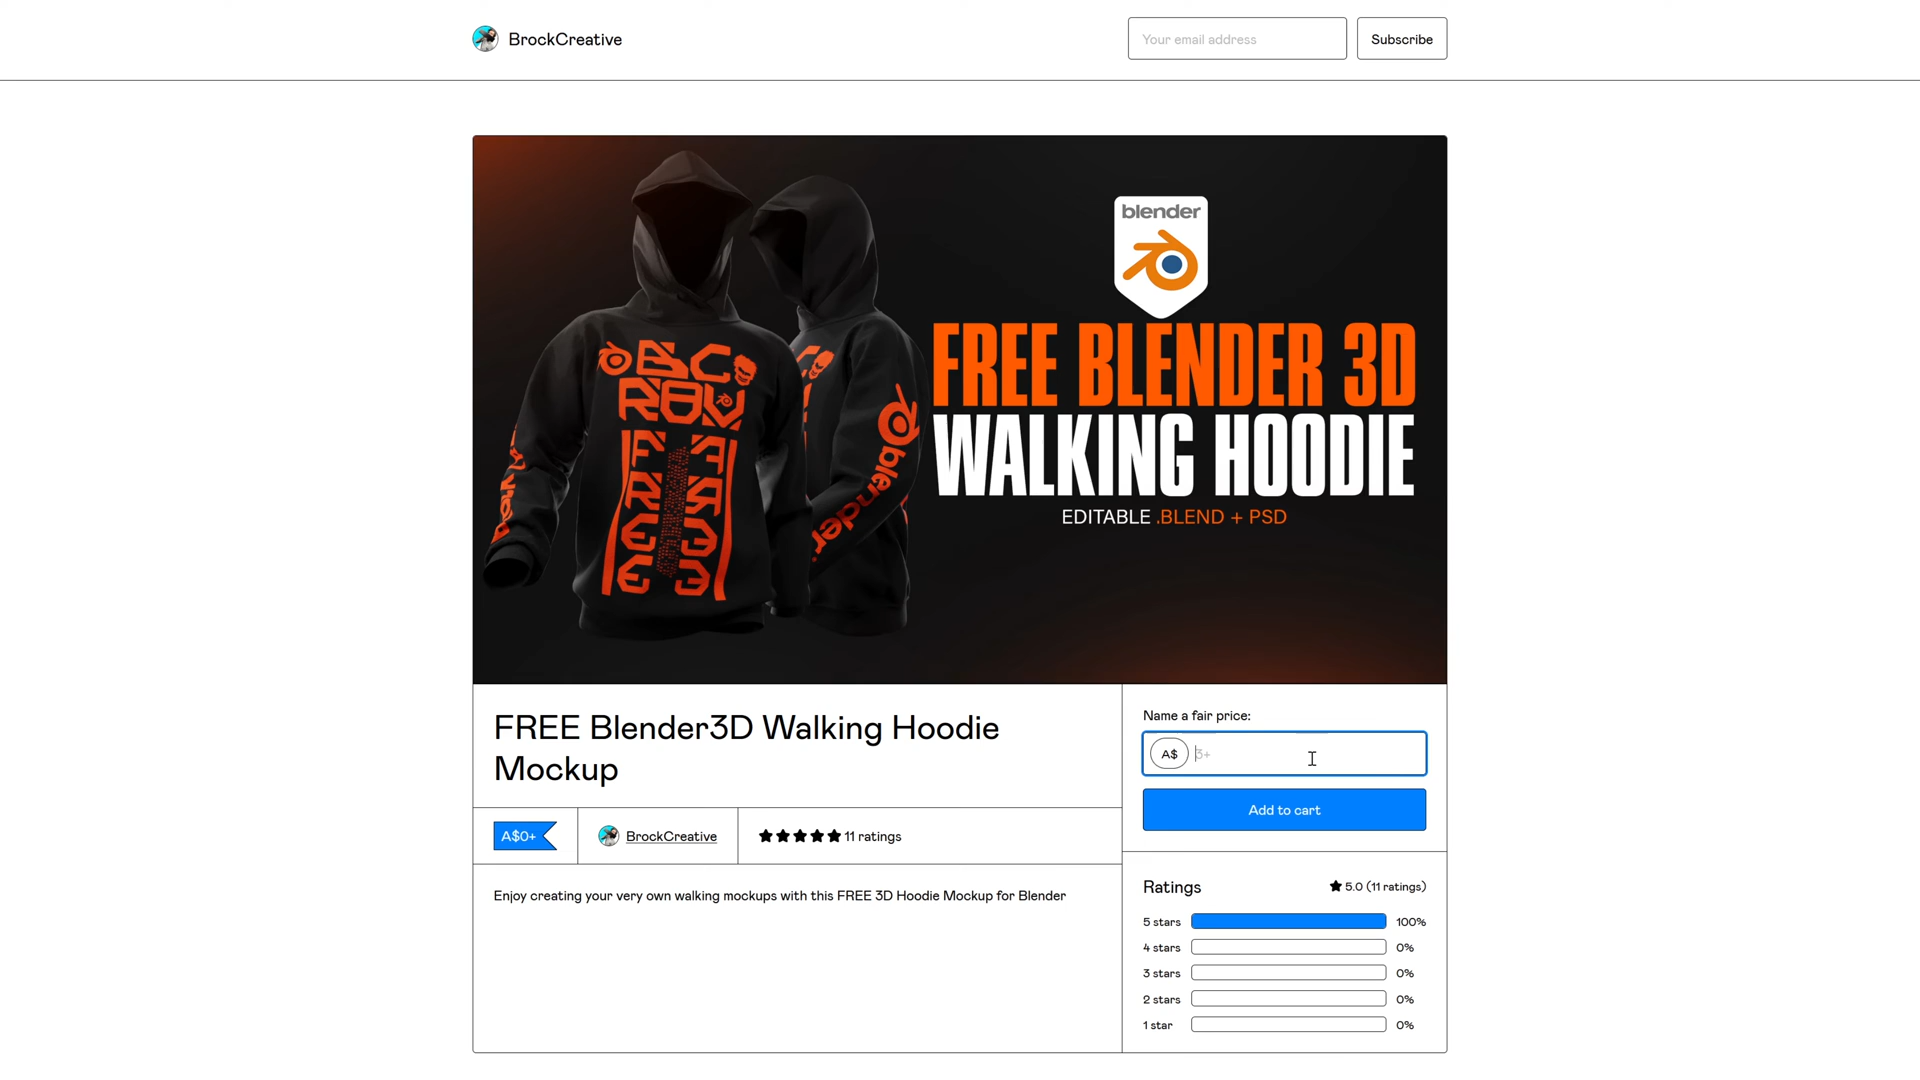 BrockCreative
Your email address
Subscribe
blender
FREE BLENDER 3D
WALKING HOODIE
EDITABLE .BLEND + PSD
blender
FREE Blender3D Walking Hoodie
Mockup
Name a fair price:
A$ 3+
Add to cart
A$0+
BrockCreative
11 ratings
Enjoy creating your very own walking mockups with this FREE 3D Hoodie Mockup for Blender
Ratings
5.0 (11 ratings)
5 stars 100%
4 stars 0%
3 stars 0%
2 stars 0%
1 star 0%